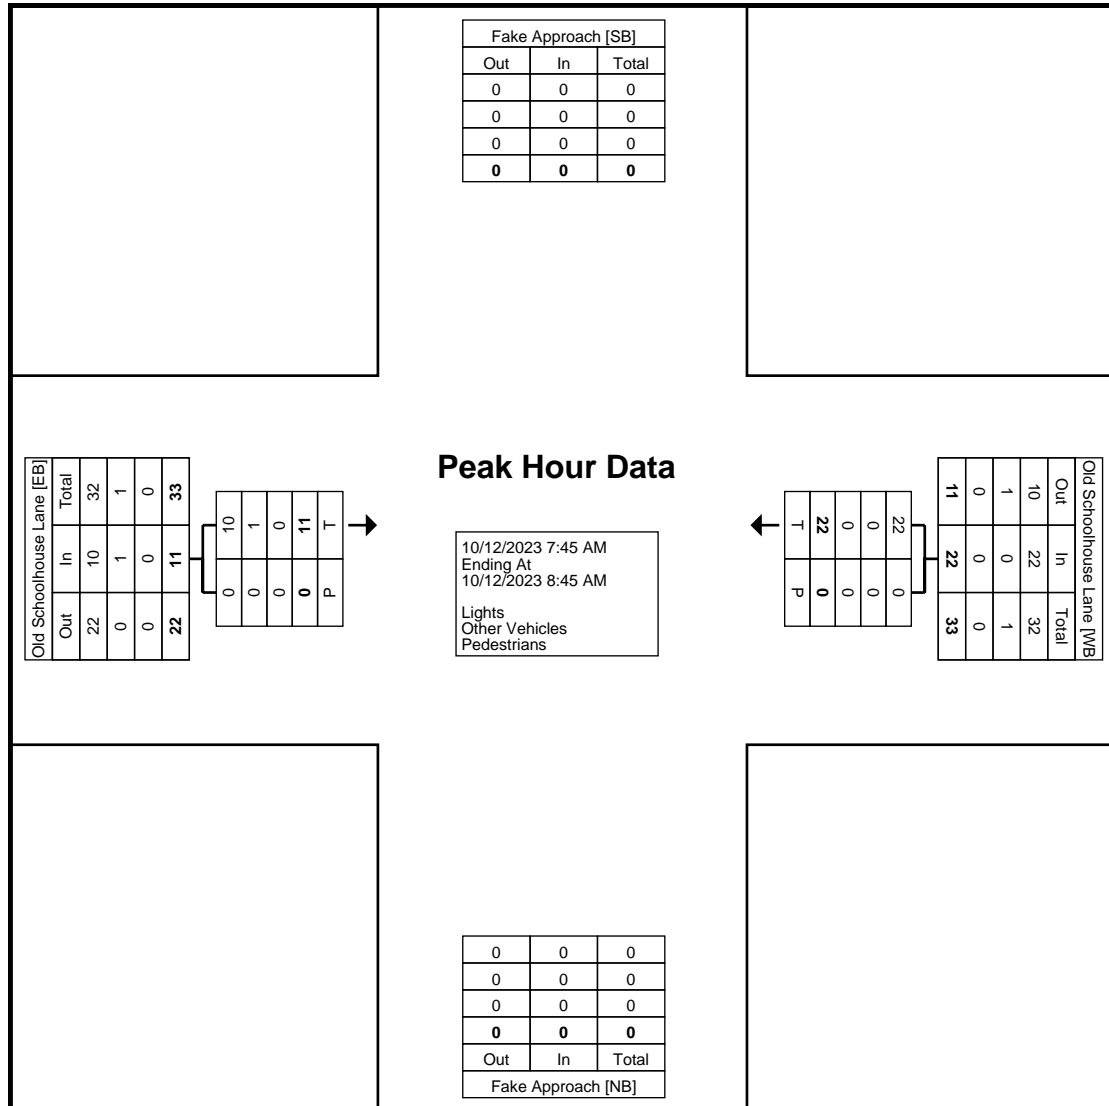 Fake Approach [SB]
Out In Total
0 0 0
0 0 0
0 0 0
0 0 0
Peak Hour Data
Old Schoolhouse Lane [EB]
Total In Out
32 10 22
1 1 0
0 0 0
33 11 22
10 0
1 0
0 0
11 0
T P
10/12/2023 7:45 AM
Ending At
10/12/2023 8:45 AM
Lights
Other Vehicles
Pedestrians
T P
22 0
0 0
0 0
22 0
Old Schoolhouse Lane [WB
Out In Total
10 22 32
1 0 1
0 0 0
11 22 33
0 0 0
0 0 0
0 0 0
0 0 0
Out In Total
Fake Approach [NB]